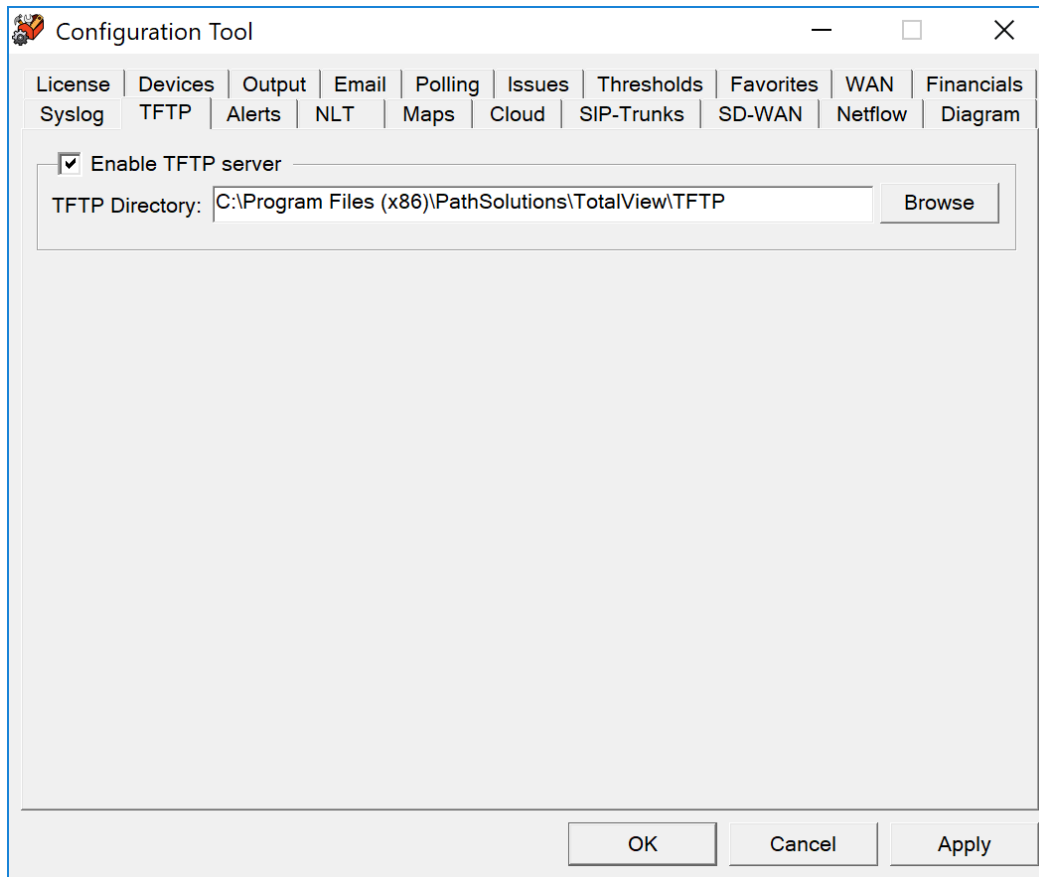 Configuration Tool
License Devices Output Email Polling Issues Thresholds Favorites WAN Financials
Syslog TFTP Alerts NLT Maps Cloud SIP-Trunks SD-WAN Netflow Diagram
Enable TFTP server
TFTP Directory: C:\Program Files (x86)\PathSolutions\TotalView\TFTP Browse
OK Cancel Apply